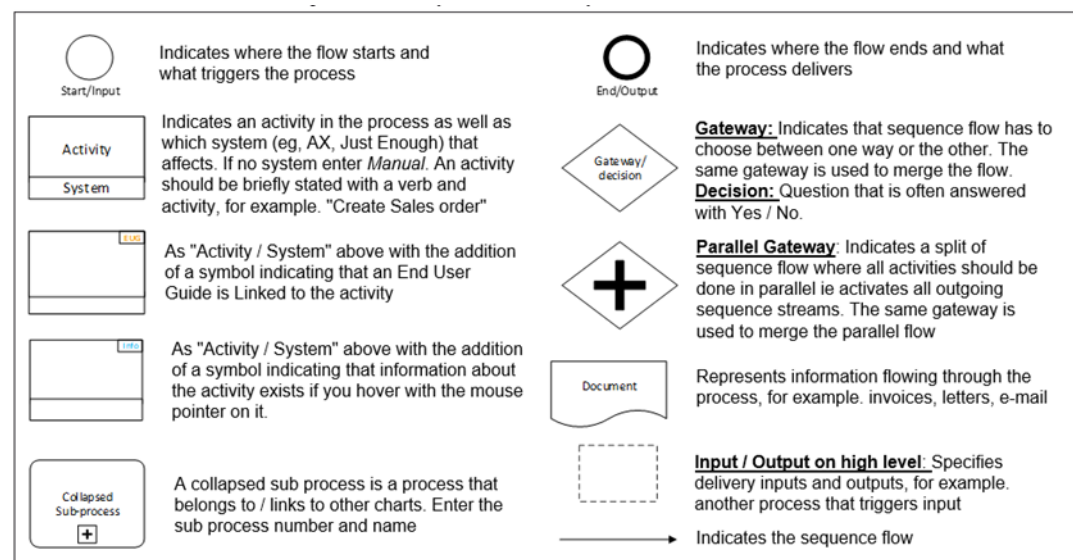 Start/Input
Indicates where the flow starts and
what triggers the process
Activity
System
Indicates an activity in the process as well as
which system (eg, AX, Just Enough) that
affects. If no system enter Manual. An activity
should be briefly stated with a verb and
activity, for example. "Create Sales order"
EUG
As "Activity / System" above with the addition
of a symbol indicating that an End User
Guide is Linked to the activity
Info
As "Activity / System" above with the addition
of a symbol indicating that information about
the activity exists if you hover with the mouse
pointer on it.
Collapsed
Sub-process
A collapsed sub process is a process that
belongs to / links to other charts. Enter the
sub process number and name
End/Output
Indicates where the flow ends and what
the process delivers
Gateway/
decision
Gateway: Indicates that sequence flow has to
choose between one way or the other. The
same gateway is used to merge the flow.
Decision: Question that is often answered
with Yes / No.
Parallel Gateway: Indicates a split of
sequence flow where all activities should be
done in parallel ie activates all outgoing
sequence streams. The same gateway is
used to merge the parallel flow
Document
Represents information flowing through the
process, for example. invoices, letters, e-mail
Input / Output on high level: Specifies
delivery inputs and outputs, for example.
another process that triggers input
Indicates the sequence flow